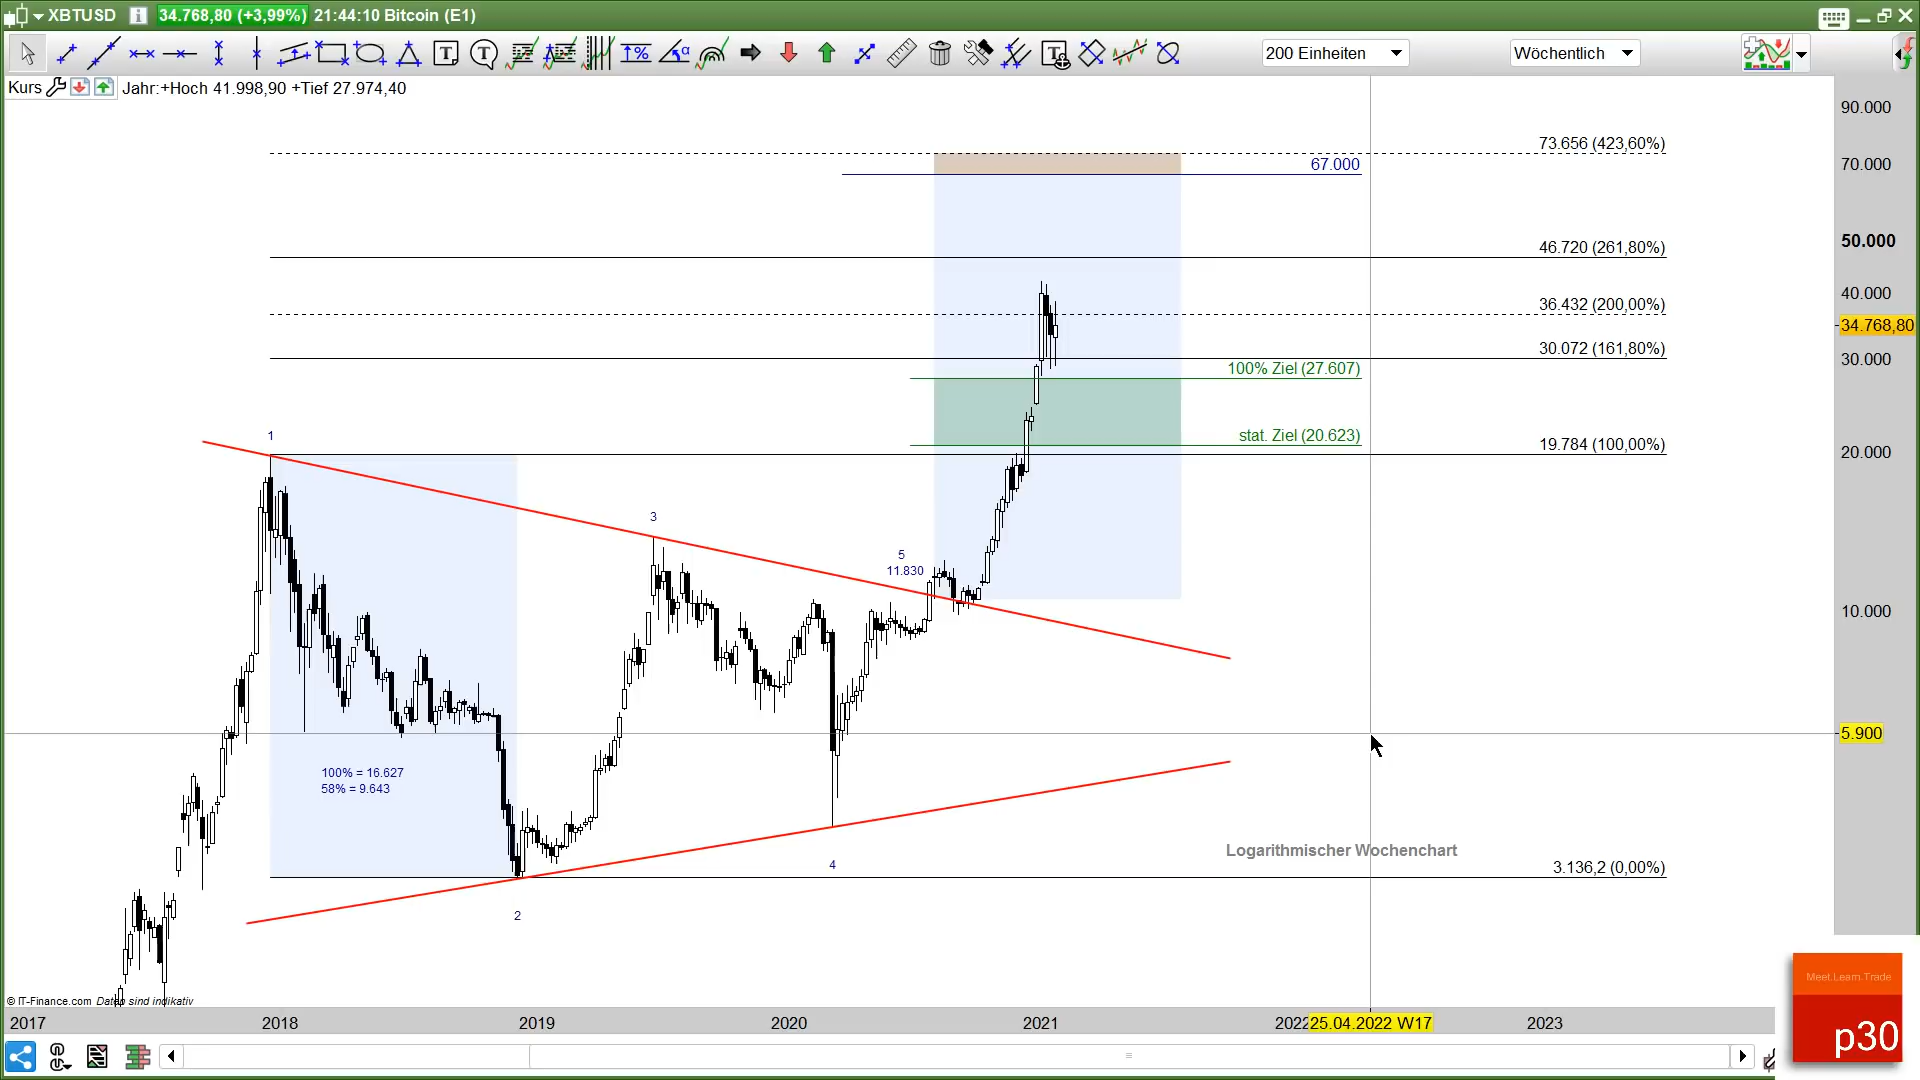 XBTUSD
34.768,80 (+3,99%)
21:44:10 Bitcoin (E1)
200 Einheiten
Wöchentlich
Kurs
Jahr:+Hoch 41.998,90 +Tief 27.974,40
90.000
73.656 (423,60%)
67.000
70.000
46.720 (261,80%)
50.000
40.000
36.432 (200,00%)
34.768,80
30.072 (161,80%)
30.000
100% Ziel (27.607)
stat. Ziel (20.623)
19.784 (100,00%)
20.000
1
3
5
11.830
10.000
5.900
100% = 16.627
58% = 9.643
4
Logarithmischer Wochenchart
3.136,2 (0,00%)
2
Meet.Learn.Trade
p30
© IT-Finance.com Daten sind indikativ
2017
2018
2019
2020
2021
2022
25.04.2022 W17
2023